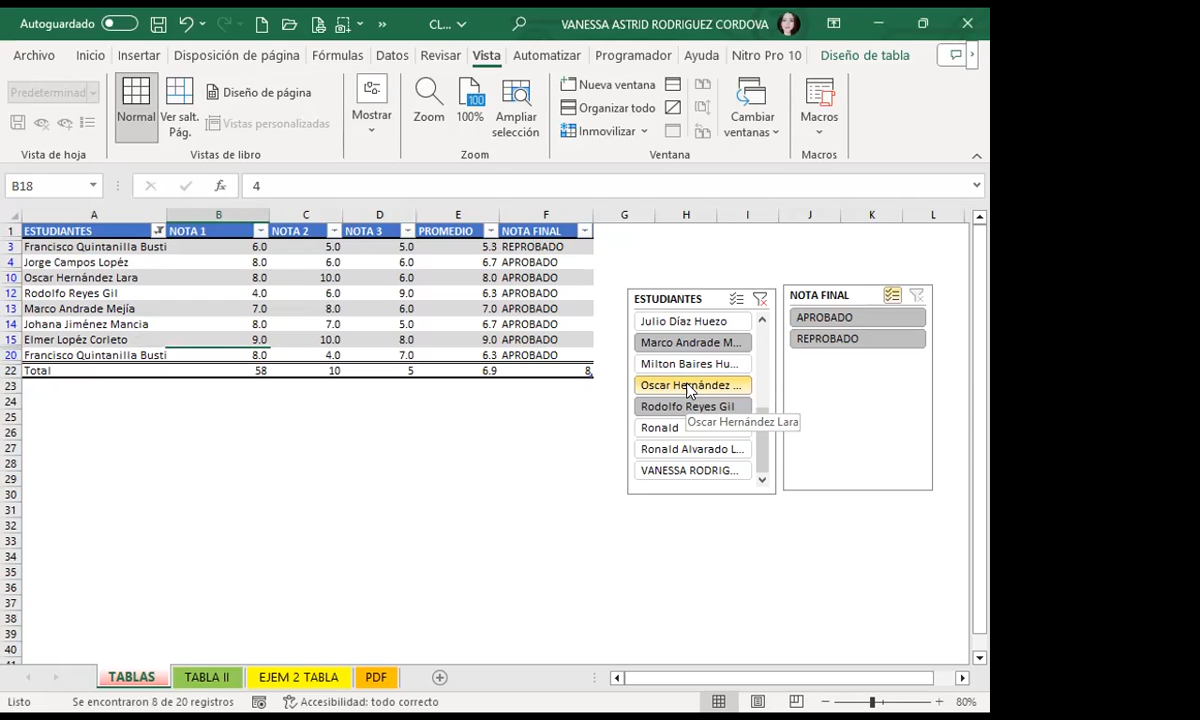 Autoguardado CL... VANESSA ASTRID RODRIGUEZ CORDOVA
Archivo Inicio Insertar Disposición de página Fórmulas Datos Revisar Vista Automatizar Programador Ayuda Nitro Pro 10 Diseño de tabla
Predeterminad
Vista de hoja
Normal
Ver salt. Pág.
Diseño de página
Vistas personalizadas
Vistas de libro
Mostrar
Zoom
100
100%
Ampliar selección
Zoom
Nueva ventana
Organizar todo
Inmovilizar
Cambiar ventanas
Ventana
Macros
Macros
B18 fx 4
A B C D E F G H I J K L
1 ESTUDIANTES NOTA 1 NOTA 2 NOTA 3 PROMEDIO NOTA FINAL
3 Francisco Quintanilla Busti 6.0 5.0 5.0 5.3 REPROBADO
4 Jorge Campos Lopéz 8.0 6.0 6.0 6.7 APROBADO
10 Oscar Hernández Lara 8.0 10.0 6.0 8.0 APROBADO
12 Rodolfo Reyes Gil 4.0 6.0 9.0 6.3 APROBADO
13 Marco Andrade Mejía 7.0 8.0 6.0 7.0 APROBADO
14 Johana Jiménez Mancia 8.0 7.0 5.0 6.7 APROBADO
15 Elmer Lopéz Corleto 9.0 10.0 8.0 9.0 APROBADO
20 Francisco Quintanilla Busti 8.0 4.0 7.0 6.3 APROBADO
22 Total 58 10 5 6.9 8
23
24
25
26
27
28
29
30
31
32
33
34
35
36
37
38
39
40
ESTUDIANTES
Julio Díaz Huezo
Marco Andrade M...
Milton Baires Hu...
Oscar Hernández ...
Rodolfo Reyes Gil
Ronald
Oscar Hernández Lara
Ronald Alvarado L...
VANESSA RODRIG...
NOTA FINAL
APROBADO
REPROBADO
TABLAS TABLA II EJEM 2 TABLA PDF
Listo Se encontraron 8 de 20 registros Accesibilidad: todo correcto 80%